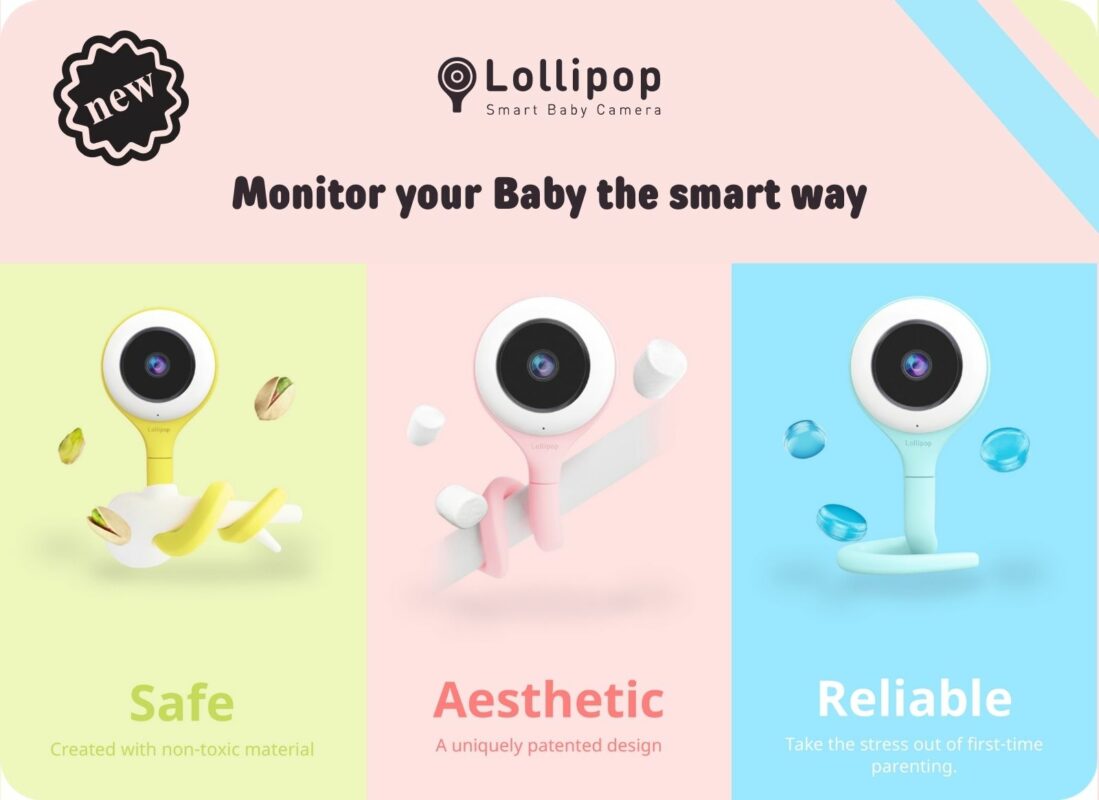 new
Lollipop
Smart Baby Camera
Monitor your Baby the smart way
Lollipop
Lollipop
Lollipop
Safe
Created with non-toxic material
Aesthetic
A uniquely patented design
Reliable
Take the stress out of first-time
parenting.